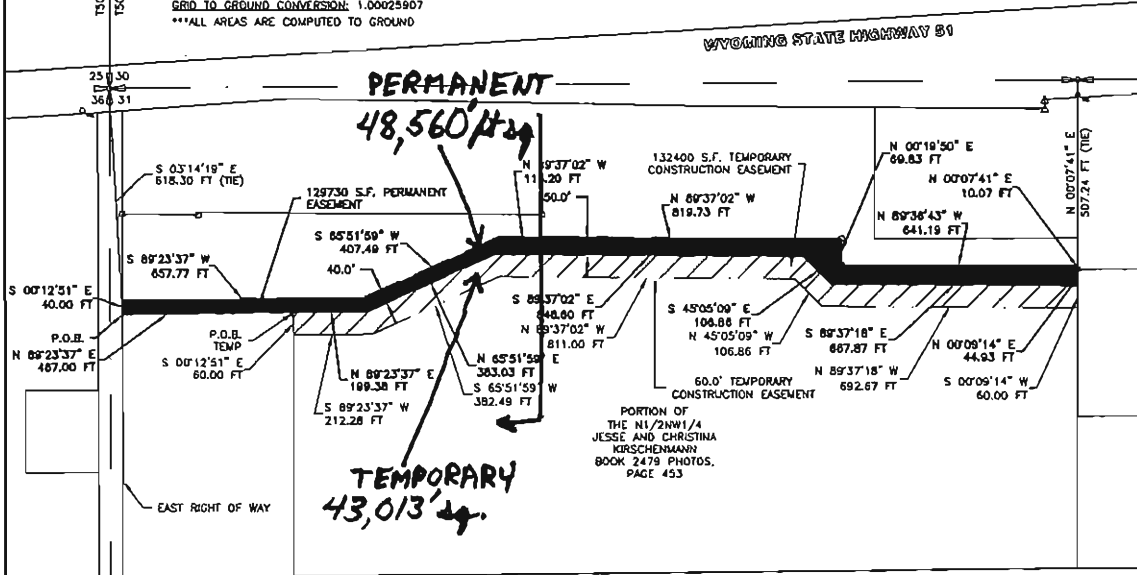 GRID TO GROUND CONVERSION: 1.00025907
***ALL AREAS ARE COMPUTED TO GROUND
WYOMING STATE HIGHWAY 51
25 30
36 31
PERMANENT
48,560' ft sq
S 03°14'19" E
618.30 FT (TIE)
129730 S.F. PERMANENT
EASEMENT
N 89°37'02" W
50.0'
132400 S.F. TEMPORARY
CONSTRUCTION EASEMENT
N 89°37'02" W
819.73 FT
N 00°19'50" E
69.83 FT
N 00°07'41" E
10.07 FT
N 00°07'41" E
507.24 FT (TIE)
N 89°36'43" W
641.19 FT
S 65°51'59" W
407.49 FT
40.0'
S 89°23'37" W
657.77 FT
S 00°12'51" E
40.00 FT
P.O.B.
N 89°23'37" E
487.00 FT
P.O.B.
TEMP
S 00°12'51" E
60.00 FT
N 89°23'37" E
199.38 FT
S 89°23'37" W
212.28 FT
N 65°51'59" E
383.03 FT
S 65°51'59" W
382.49 FT
S 89°37'02" E
848.60 FT
N 89°37'02" W
811.00 FT
S 45°05'09" E
106.86 FT
N 45°05'09" W
106.86 FT
60.0' TEMPORARY
CONSTRUCTION EASEMENT
S 89°37'18" E
667.87 FT
N 89°37'18" W
692.67 FT
N 00°09'14" E
44.93 FT
S 00°09'14" W
60.00 FT
PORTION OF
THE N1/2NW1/4
JESSE AND CHRISTINA
KIRSCHENMANN
BOOK 2479 PHOTOS,
PAGE 453
TEMPORARY
43,013' sq.
EAST RIGHT OF WAY